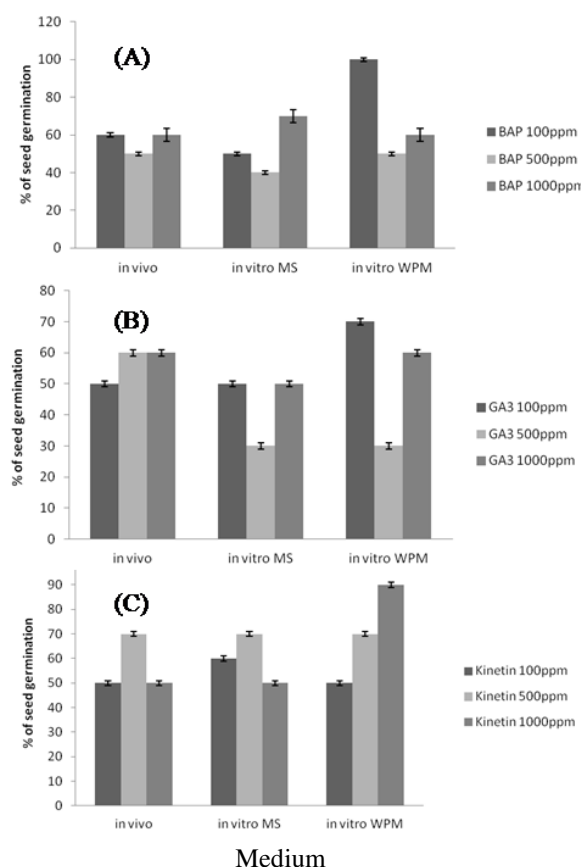 (A)
% of seed germination
120
100
80
60
40
20
0
in vivo
in vitro MS
in vitro WPM
BAP 100ppm
BAP 500ppm
BAP 1000ppm
(B)
% of seed germination
80
70
60
50
40
30
20
10
0
in vivo
in vitro MS
in vitro WPM
GA3 100ppm
GA3 500ppm
GA3 1000ppm
(C)
% of seed germination
90
80
70
60
50
40
30
20
10
0
in vivo
in vitro MS
in vitro WPM
Kinetin 100ppm
Kinetin 500ppm
Kinetin 1000ppm
Medium